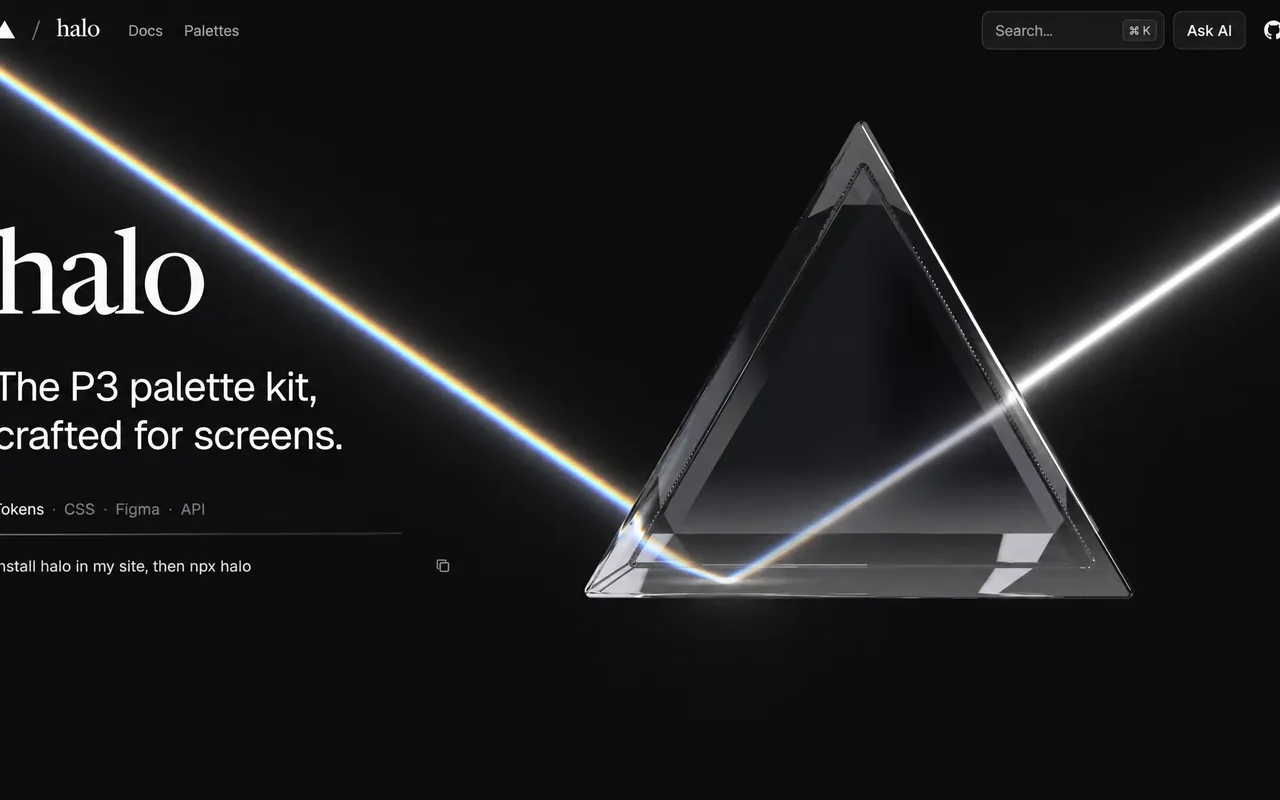 / halo Docs Palettes Search... ⌘ K Ask AI
halo
The P3 palette kit,
crafted for screens.
Tokens · CSS · Figma · API
nstall halo in my site, then npx halo